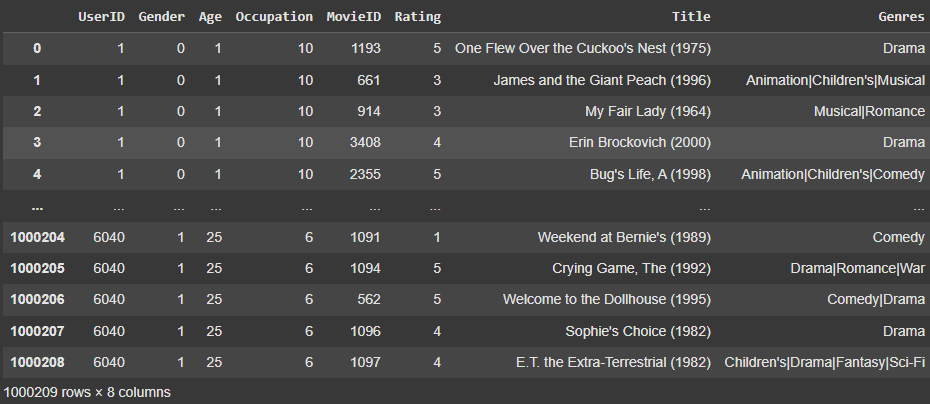 UserID Gender Age Occupation MovieID Rating Title Genres
0 1 0 1 10 1193 5 One Flew Over the Cuckoo's Nest (1975) Drama
1 1 0 1 10 661 3 James and the Giant Peach (1996) Animation|Children's|Musical
2 1 0 1 10 914 3 My Fair Lady (1964) Musical|Romance
3 1 0 1 10 3408 4 Erin Brockovich (2000) Drama
4 1 0 1 10 2355 5 Bug's Life, A (1998) Animation|Children's|Comedy
... ... ... ... ... ... ... ... ...
1000204 6040 1 25 6 1091 1 Weekend at Bernie's (1989) Comedy
1000205 6040 1 25 6 1094 5 Crying Game, The (1992) Drama|Romance|War
1000206 6040 1 25 6 562 5 Welcome to the Dollhouse (1995) Comedy|Drama
1000207 6040 1 25 6 1096 4 Sophie's Choice (1982) Drama
1000208 6040 1 25 6 1097 4 E.T. the Extra-Terrestrial (1982) Children's|Drama|Fantasy|Sci-Fi
1000209 rows × 8 columns